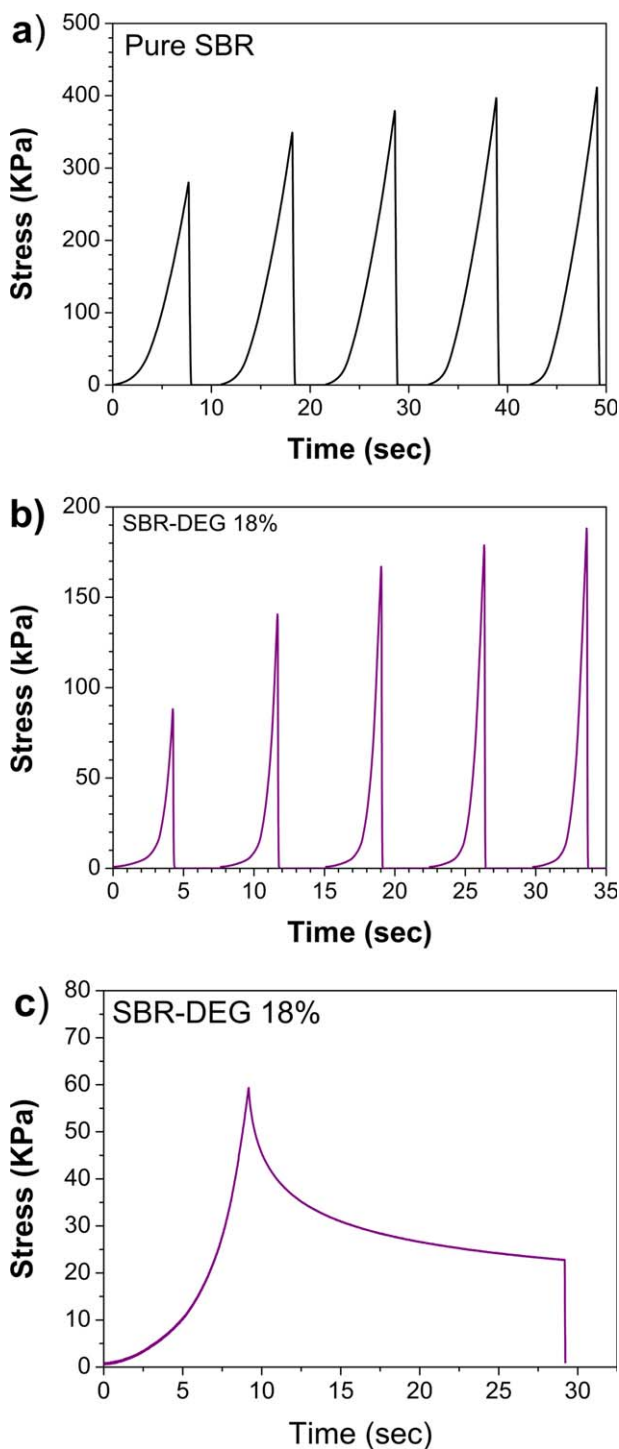 a)
Pure SBR
500
400
300
200
100
0
Stress (KPa)
0 10 20 30 40 50
Time (sec)
b)
SBR-DEG 18%
200
150
100
50
0
Stress (kPa)
0 5 10 15 20 25 30 35
Time (sec)
c)
SBR-DEG 18%
80
70
60
50
40
30
20
10
0
Stress (KPa)
0 5 10 15 20 25 30
Time (sec)